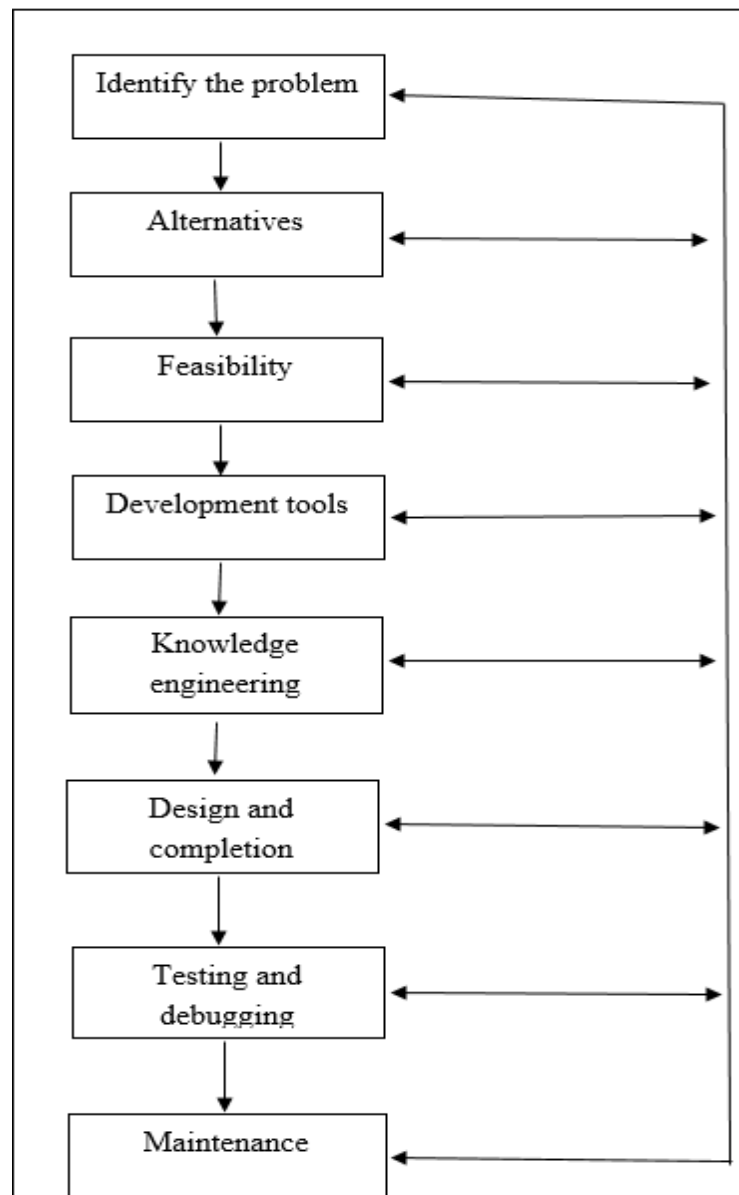 Identify the problem
Alternatives
Feasibility
Development tools
Knowledge
engineering
Design and
completion
Testing and
debugging
Maintenance